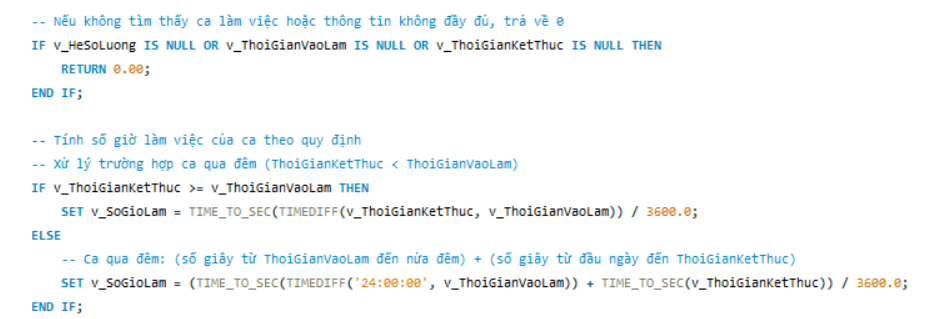 -- Nếu không tìm thấy ca làm việc hoặc thông tin không đầy đủ, trả về 0
IF v_HeSoLuong IS NULL OR v_ThoiGianVaoLam IS NULL OR v_ThoiGianKetThuc IS NULL THEN
    RETURN 0.00;
END IF;

-- Tính số giờ làm việc của ca theo quy định
-- Xử lý trường hợp ca qua đêm (ThoiGianKetThuc < ThoiGianVaoLam)
IF v_ThoiGianKetThuc >= v_ThoiGianVaoLam THEN
    SET v_SoGioLam = TIME_TO_SEC(TIMEDIFF(v_ThoiGianKetThuc, v_ThoiGianVaoLam)) / 3600.0;
ELSE
    -- Ca qua đêm: (số giây từ ThoiGianVaoLam đến nửa đêm) + (số giây từ đầu ngày đến ThoiGianKetThuc)
    SET v_SoGioLam = (TIME_TO_SEC(TIMEDIFF('24:00:00', v_ThoiGianVaoLam)) + TIME_TO_SEC(v_ThoiGianKetThuc)) / 3600.0;
END IF;